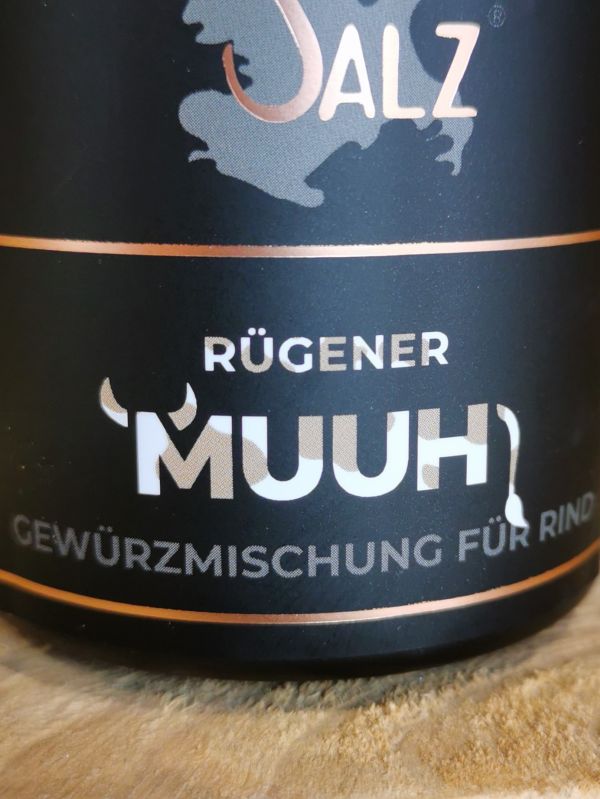 SALZ®
RÜGENER
MUUH
GEWÜRZMISCHUNG FÜR RIND